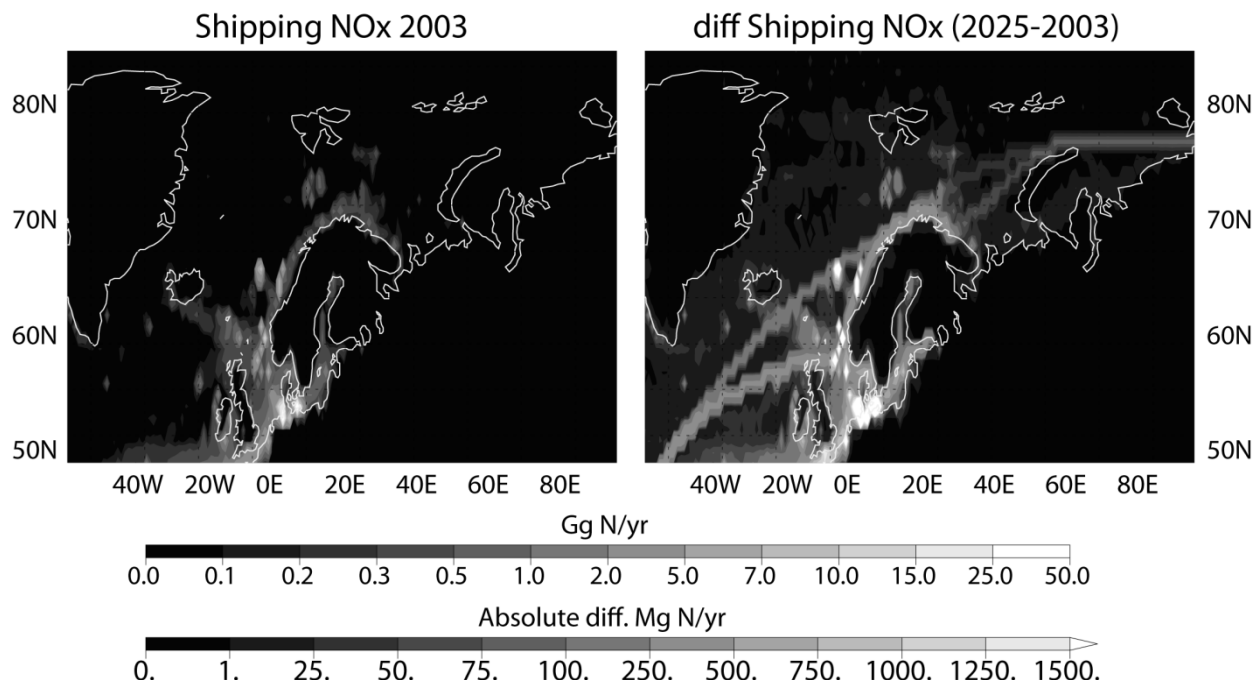 Shipping NOx 2003
diff Shipping NOx (2025-2003)
80N
80N
70N
70N
60N
60N
50N
50N
40W 20W 0E 20E 40E 60E 80E
40W 20W 0E 20E 40E 60E 80E
Gg N/yr
0.0 0.1 0.2 0.3 0.5 1.0 2.0 5.0 7.0 10.0 15.0 25.0 50.0
Absolute diff. Mg N/yr
0. 1. 25. 50. 75. 100. 250. 500. 750. 1000. 1250. 1500.